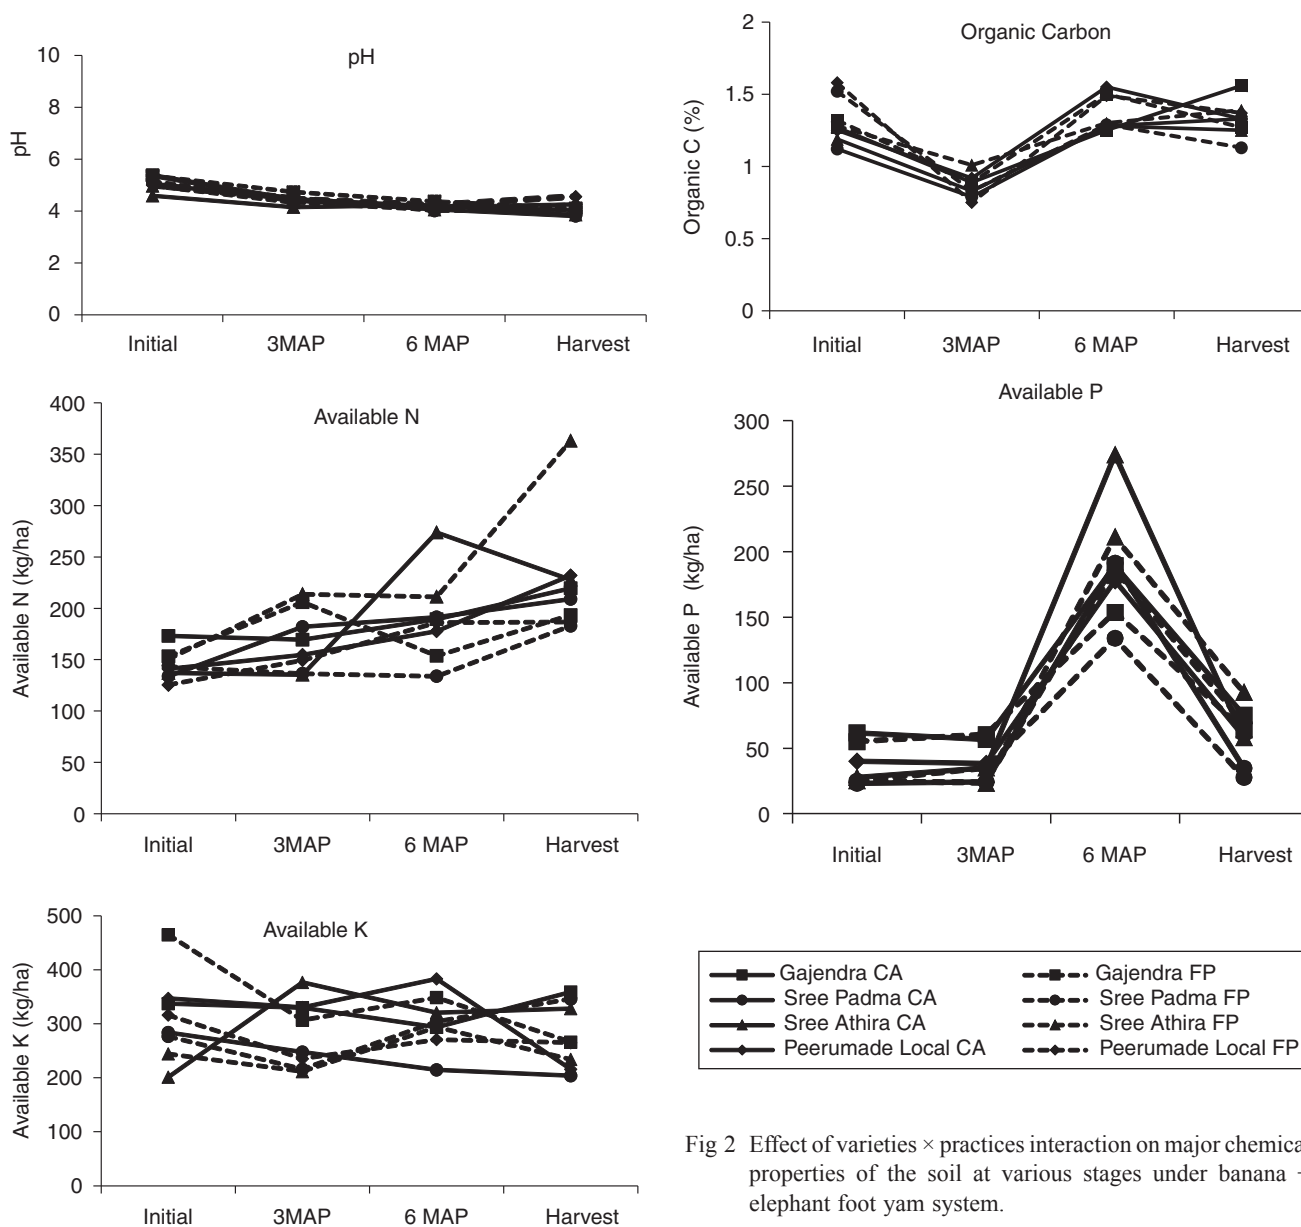 pH
10
8
6
4
2
0
pH
Initial 3MAP 6 MAP Harvest
Organic Carbon
2
1.5
1
0.5
0
Organic C (%)
Initial 3MAP 6 MAP Harvest
Available N
400
350
300
250
200
150
100
50
0
Available N (kg/ha)
Initial 3MAP 6 MAP Harvest
Available P
300
250
200
150
100
50
0
Available P (kg/ha)
Initial 3MAP 6 MAP Harvest
Available K
500
400
300
200
100
0
Available K (kg/ha)
Initial 3MAP 6 MAP Harvest
Gajendra CA Gajendra FP
Sree Padma CA Sree Padma FP
Sree Athira CA Sree Athira FP
Peerumade Local CA Peerumade Local FP
Fig 2 Effect of varieties × practices interaction on major chemica
properties of the soil at various stages under banana
elephant foot yam system.